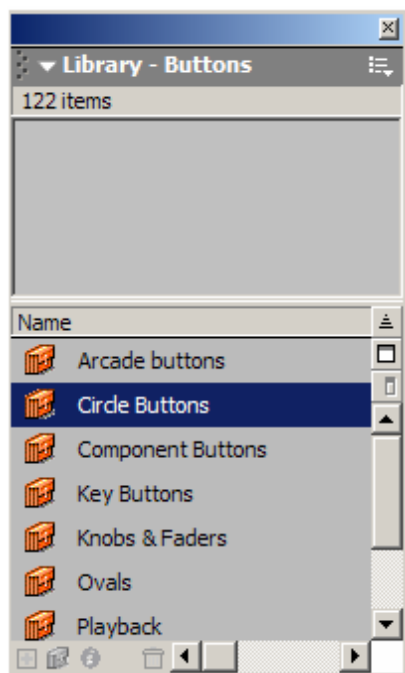 Library - Buttons
122 items
Name
Arcade buttons
Circle Buttons
Component Buttons
Key Buttons
Knobs & Faders
Ovals
Playback